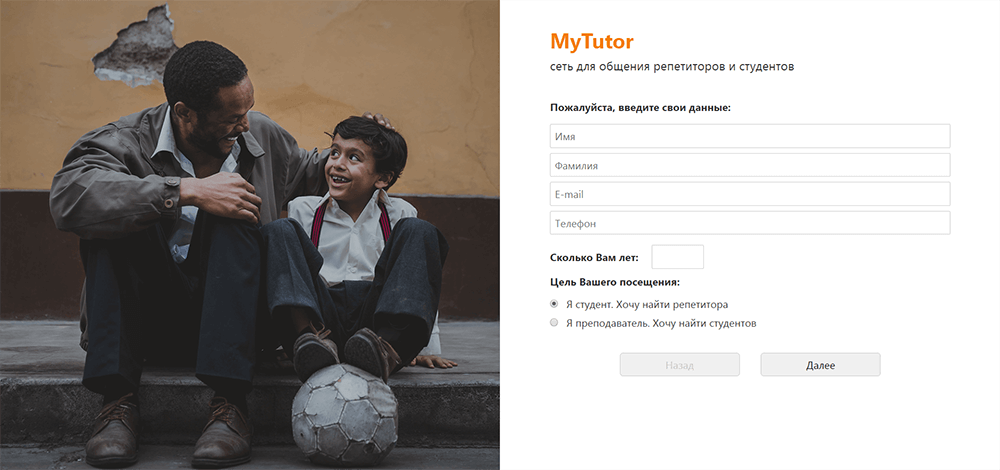 MyTutor
сеть для общения репетиторов и студентов
Пожалуйста, введите свои данные:
Имя
Фамилия
E-mail
Телефон
Сколько Вам лет:
Цель Вашего посещения:
Я студент. Хочу найти репетитора
Я преподаватель. Хочу найти студентов
Назад Далее